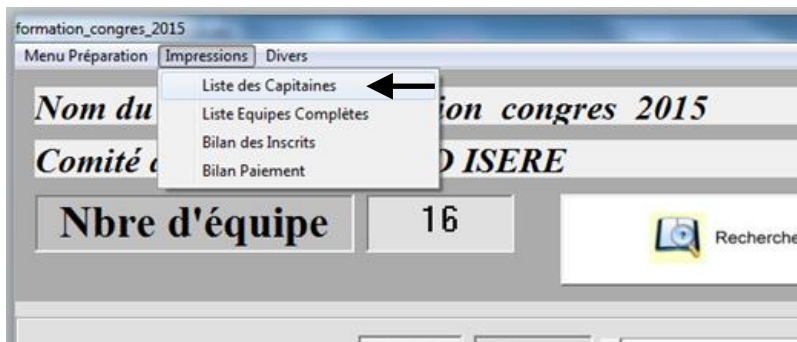 formation_congres_2015
Menu Préparation Impressions Divers
Liste des Capitaines
Liste Equipes Complètes
Bilan des Inscrits
Bilan Paiement
Nom du ion congres 2015
Comité ISERE
Nbre d'équipe 16
Recherche